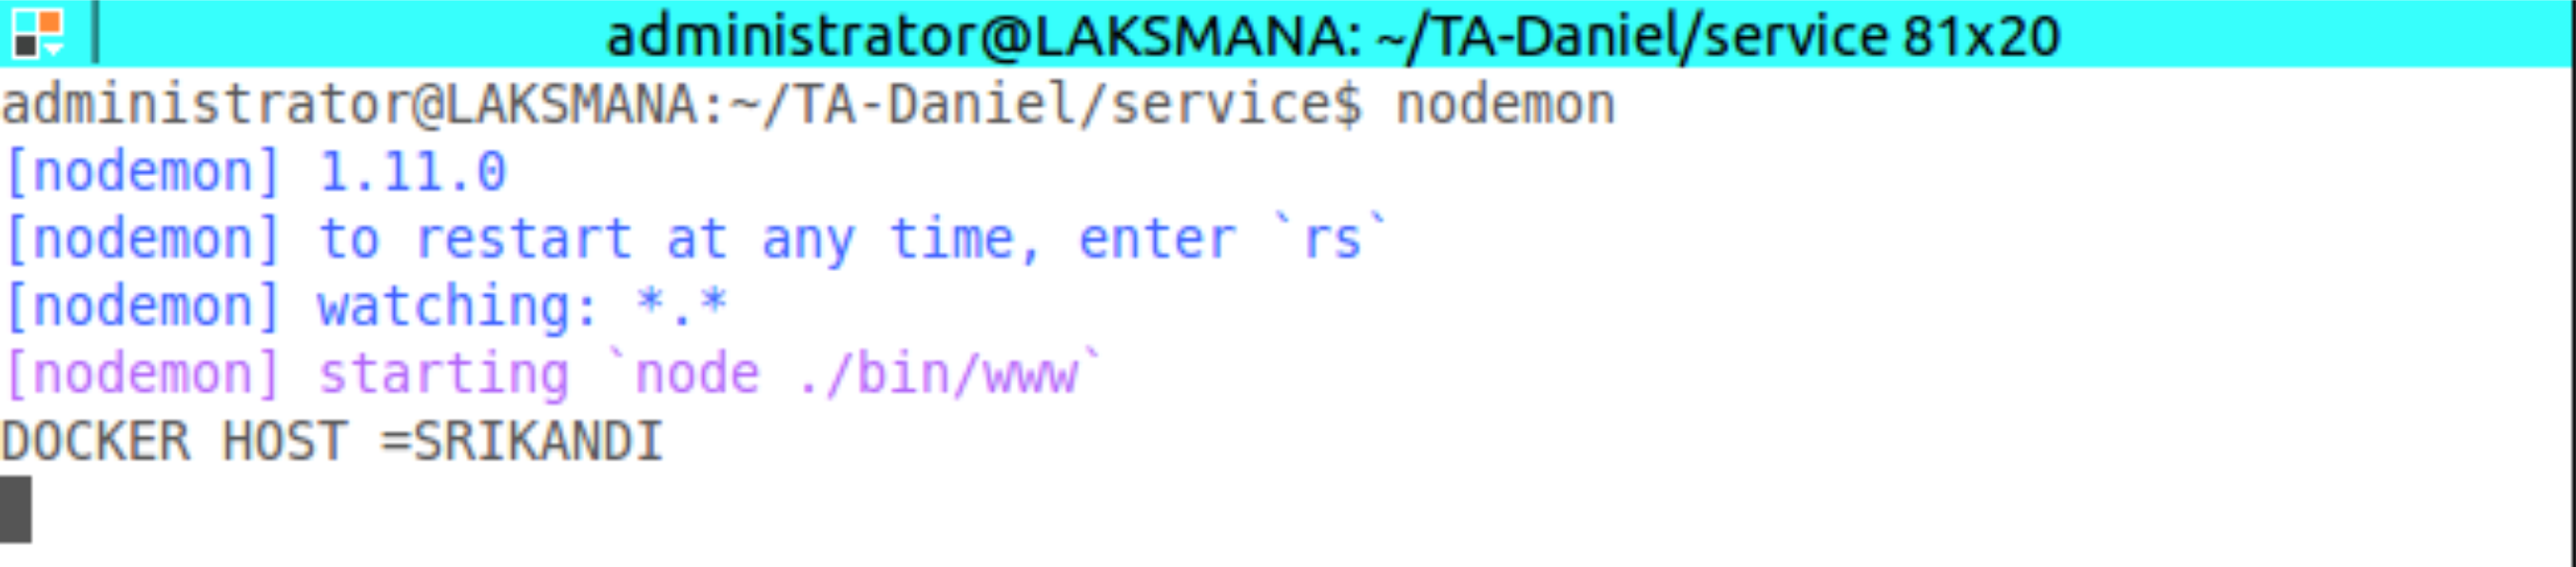 administrator@LAKSMANA: ~/TA-Daniel/service 81x20
administrator@LAKSMANA:~/TA-Daniel/service$ nodemon
[nodemon] 1.11.0
[nodemon] to restart at any time, enter `rs`
[nodemon] watching: *.*
[nodemon] starting `node ./bin/www`
DOCKER HOST =SRIKANDI